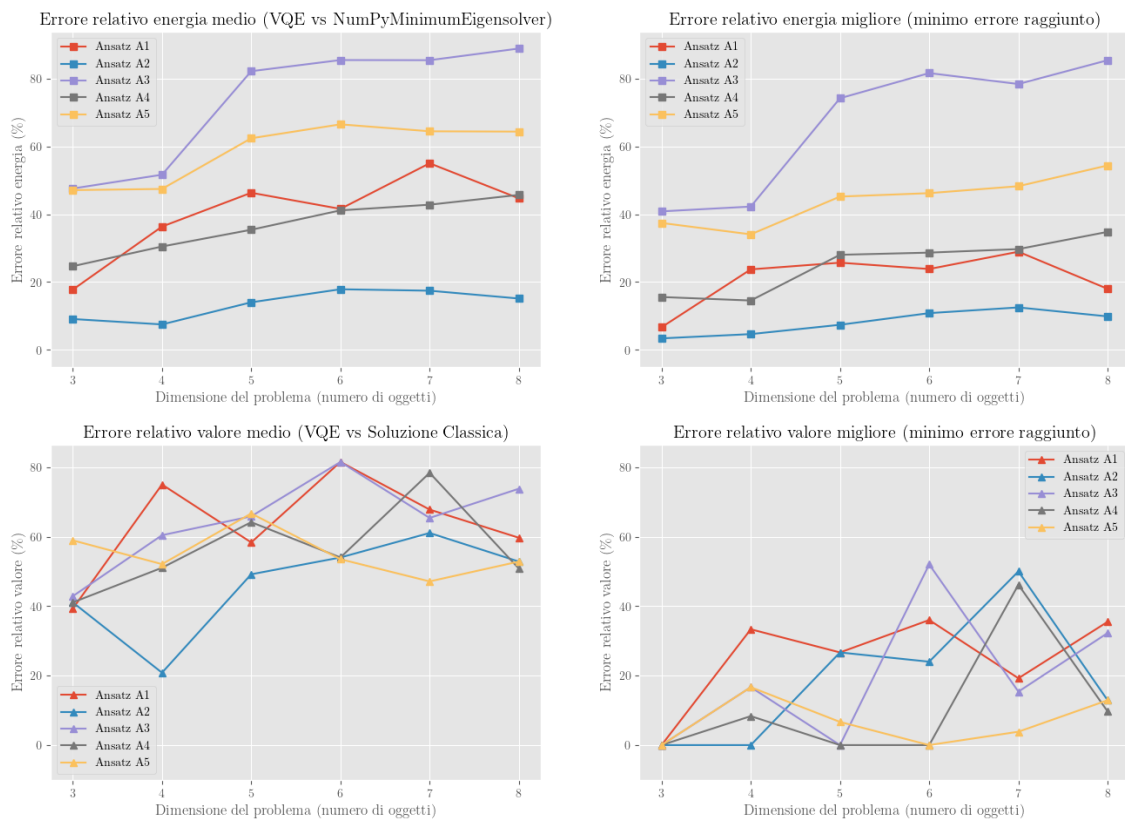 Errore relativo energia medio (VQE vs NumPyMinimumEigensolver)
Ansatz A1
Ansatz A2
Ansatz A3
Ansatz A4
Ansatz A5
Errore relativo energia (%)
80
60
40
20
0
3 4 5 6 7 8
Dimensione del problema (numero di oggetti)
Errore relativo energia migliore (minimo errore raggiunto)
Ansatz A1
Ansatz A2
Ansatz A3
Ansatz A4
Ansatz A5
Errore relativo energia (%)
80
60
40
20
0
3 4 5 6 7 8
Dimensione del problema (numero di oggetti)
Errore relativo valore medio (VQE vs Soluzione Classica)
Errore relativo valore (%)
80
60
40
20
0
Ansatz A1
Ansatz A2
Ansatz A3
Ansatz A4
Ansatz A5
3 4 5 6 7 8
Dimensione del problema (numero di oggetti)
Errore relativo valore migliore (minimo errore raggiunto)
Ansatz A1
Ansatz A2
Ansatz A3
Ansatz A4
Ansatz A5
Errore relativo valore (%)
80
60
40
20
0
3 4 5 6 7 8
Dimensione del problema (numero di oggetti)